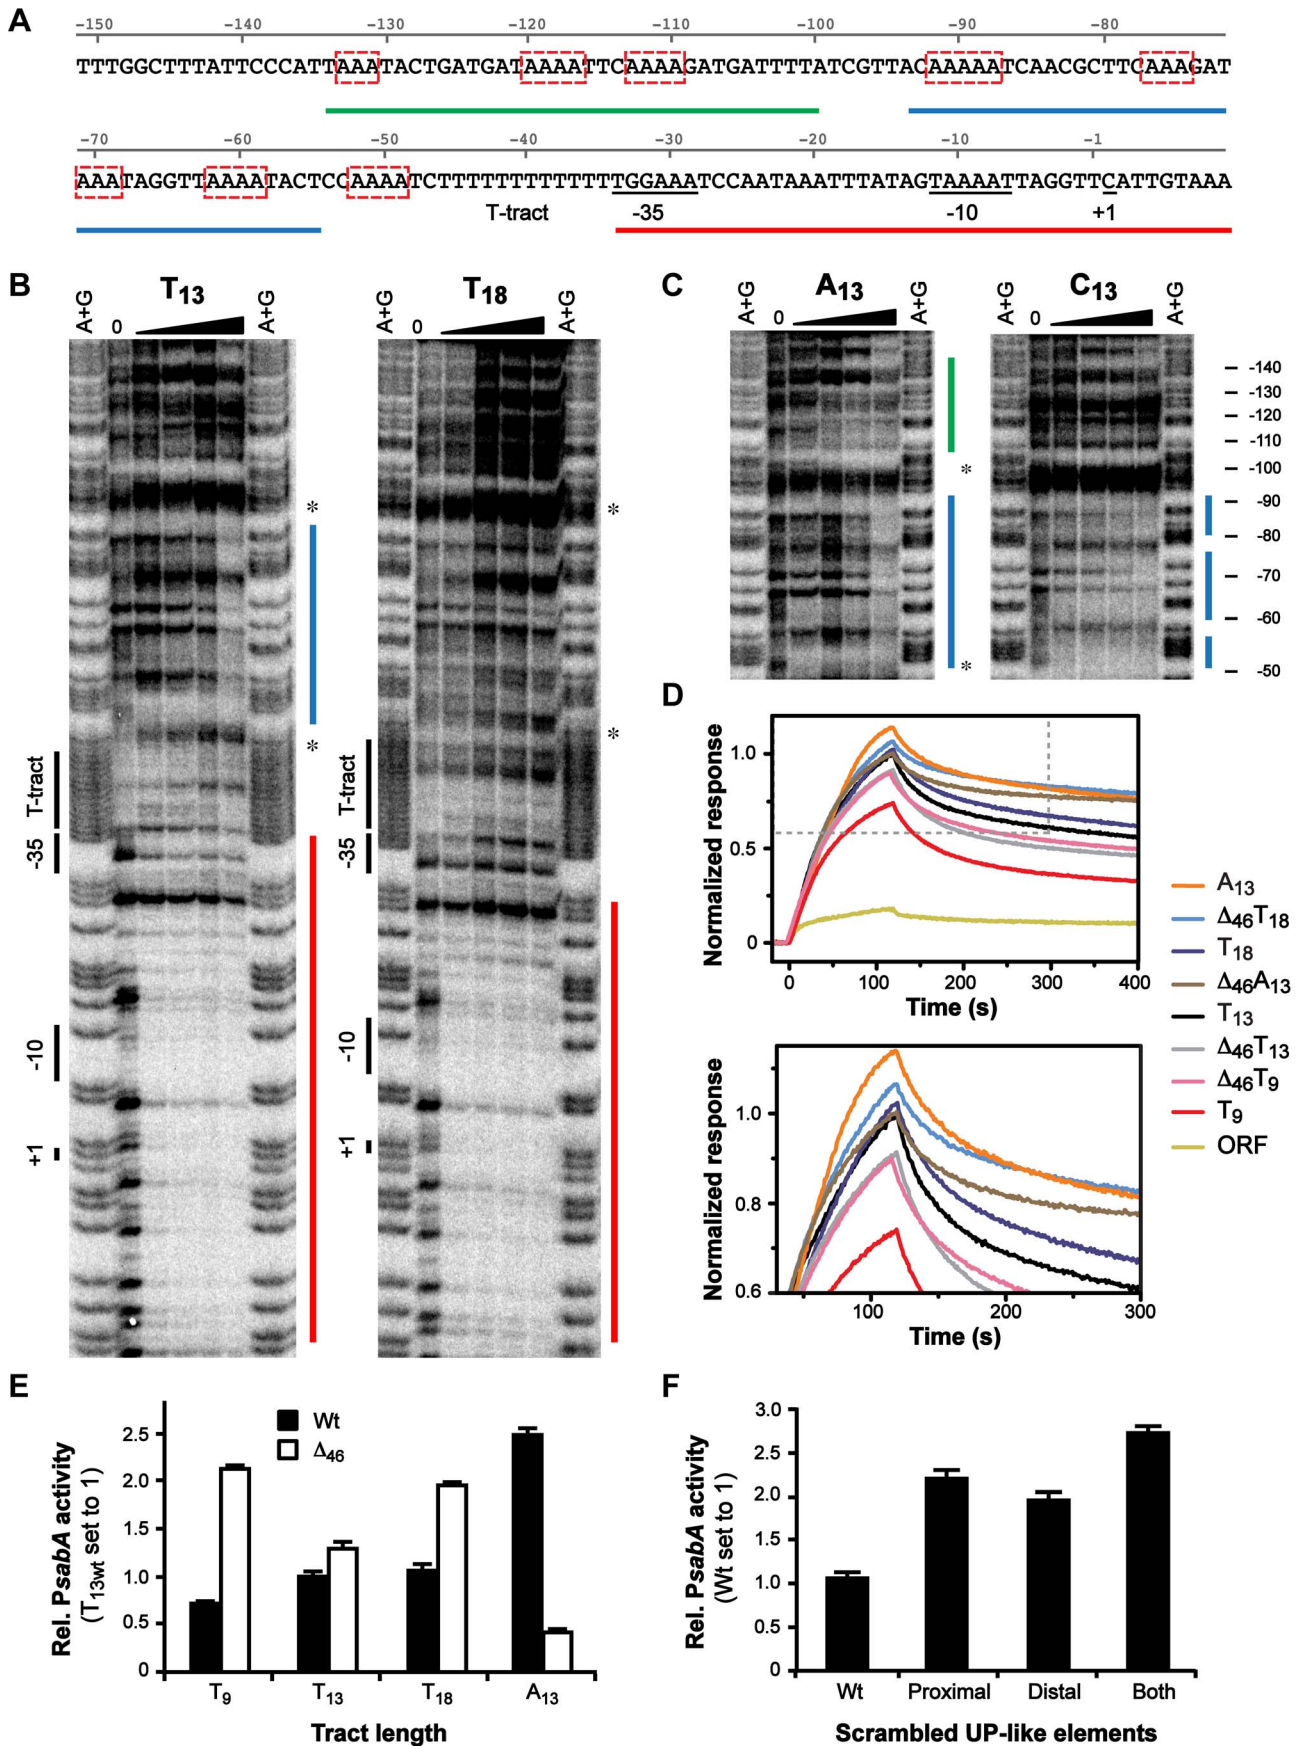 A
-150 -140 -130 -120 -110 -100 -90 -80
TTTGGCTTTATTCCCATTAAATACTGATGATAAAATTCAAAAGATGATTTTATCGTTACAAAAATCAACGCTTCAAAGAT
-70 -60 -50 -40 -30 -20 -10 -1
AAATAGGTTAAAATACTCCAAAATCTTTTTTTTTTTTTTGGAAATCCAATAAATTTATAGTAAAATTAGGTTCATTGTAAA
T-tract -35 -10 +1
B
A+G 0 T13 A+G
A+G 0 T18 A+G
*
*
*
*
T-tract
-35
-10
+1
T-tract
-35
-10
+1
C
A+G 0 A13 A+G
A+G 0 C13 A+G
*
*
-140
-130
-120
-110
-100
-90
-80
-70
-60
-50
D
Normalized response
1.0
0.5
0
0 100 200 300 400
Time (s)
Normalized response
1.0
0.8
0.6
100 200 300
Time (s)
A13
Δ46T18
T18
Δ46A13
T13
Δ46T13
Δ46T9
T9
ORF
E
Rel. PsabA activity
(T13wt set to 1)
2.5
2.0
1.5
1.0
0.5
0
Wt
Δ46
T9 T13 T18 A13
Tract length
F
Rel. PsabA activity
(Wt set to 1)
3.0
2.5
2.0
1.5
1.0
0.5
0
Wt Proximal Distal Both
Scrambled UP-like elements